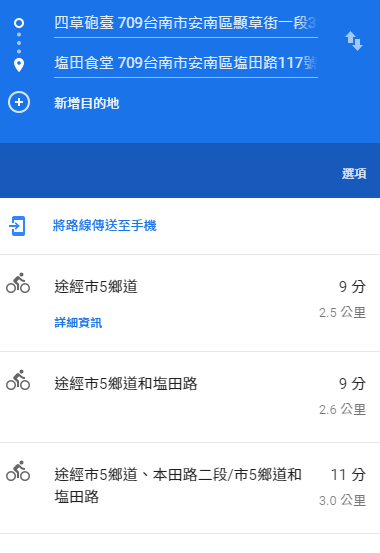 四草砲臺 709台南市安南區顯草街一段3
塩田食堂 709台南市安南區塩田路117號
新增目的地
選項
將路線傳送至手機
途經市5鄉道
9 分
2.5 公里
詳細資訊
途經市5鄉道和塩田路
9 分
2.6 公里
途經市5鄉道、本田路二段/市5鄉道和
塩田路
11 分
3.0 公里